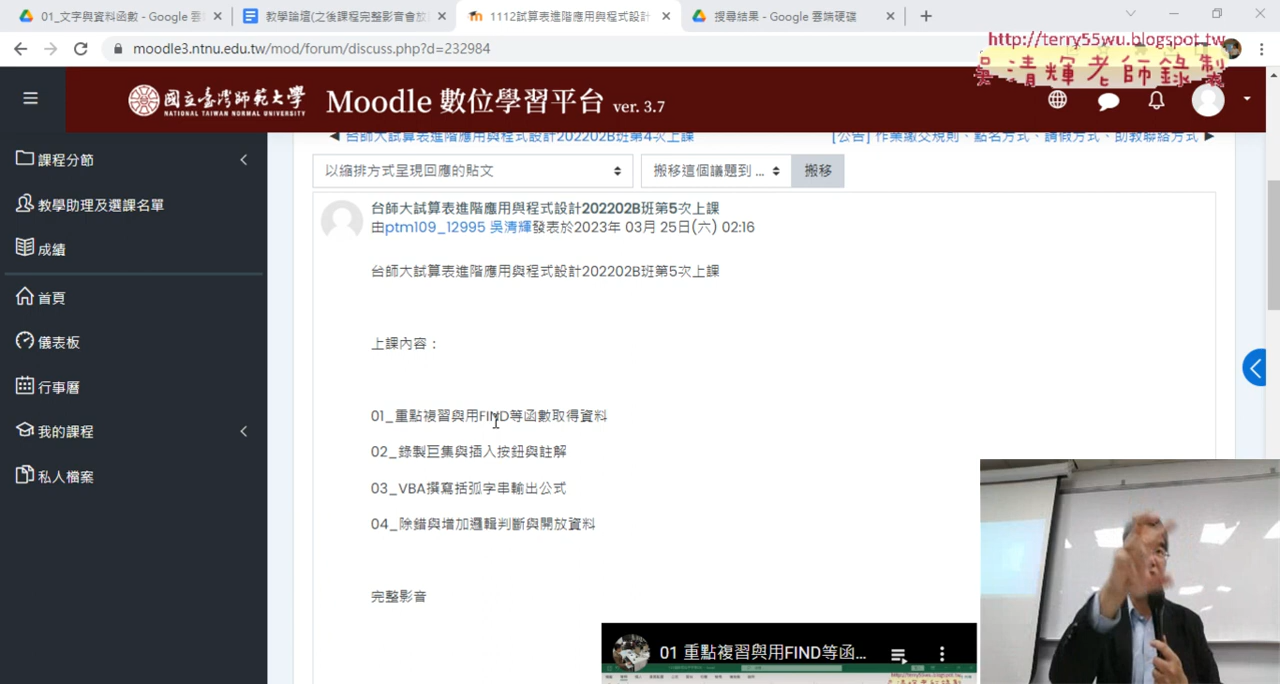 01_文字與資料函數 - Google 雲
教學論壇(之後課程完整影音會放
1112試算表進階應用與程式設計
搜尋結果 - Google 雲端硬碟
moodle3.ntnu.edu.tw/mod/forum/discuss.php?d=232984
http://terry55wu.blogspot.tw
吳清輝老師錄製
國立臺灣師範大學
NATIONAL TAIWAN NORMAL UNIVERSITY
Moodle 數位學習平台 ver. 3.7
◀ 台師大試算表進階應用與程式設計202202B班第4次上課
[公告] 作業繳交規則、點名方式、請假方式、助教聯絡方式 ▶
課程分節
教學助理及選課名單
成績
首頁
儀表板
行事曆
我的課程
私人檔案
以縮排方式呈現回應的貼文
搬移這個議題到 ...
搬移
台師大試算表進階應用與程式設計202202B班第5次上課
由ptm109_12995 吳清輝發表於2023年 03月 25日(六) 02:16
台師大試算表進階應用與程式設計202202B班第5次上課
上課內容：
01_重點複習與用FIND等函數取得資料
02_錄製巨集與插入按鈕與註解
03_VBA撰寫括弧字串輸出公式
04_除錯與增加邏輯判斷與開放資料
完整影音
01 重點複習與用FIND等函...